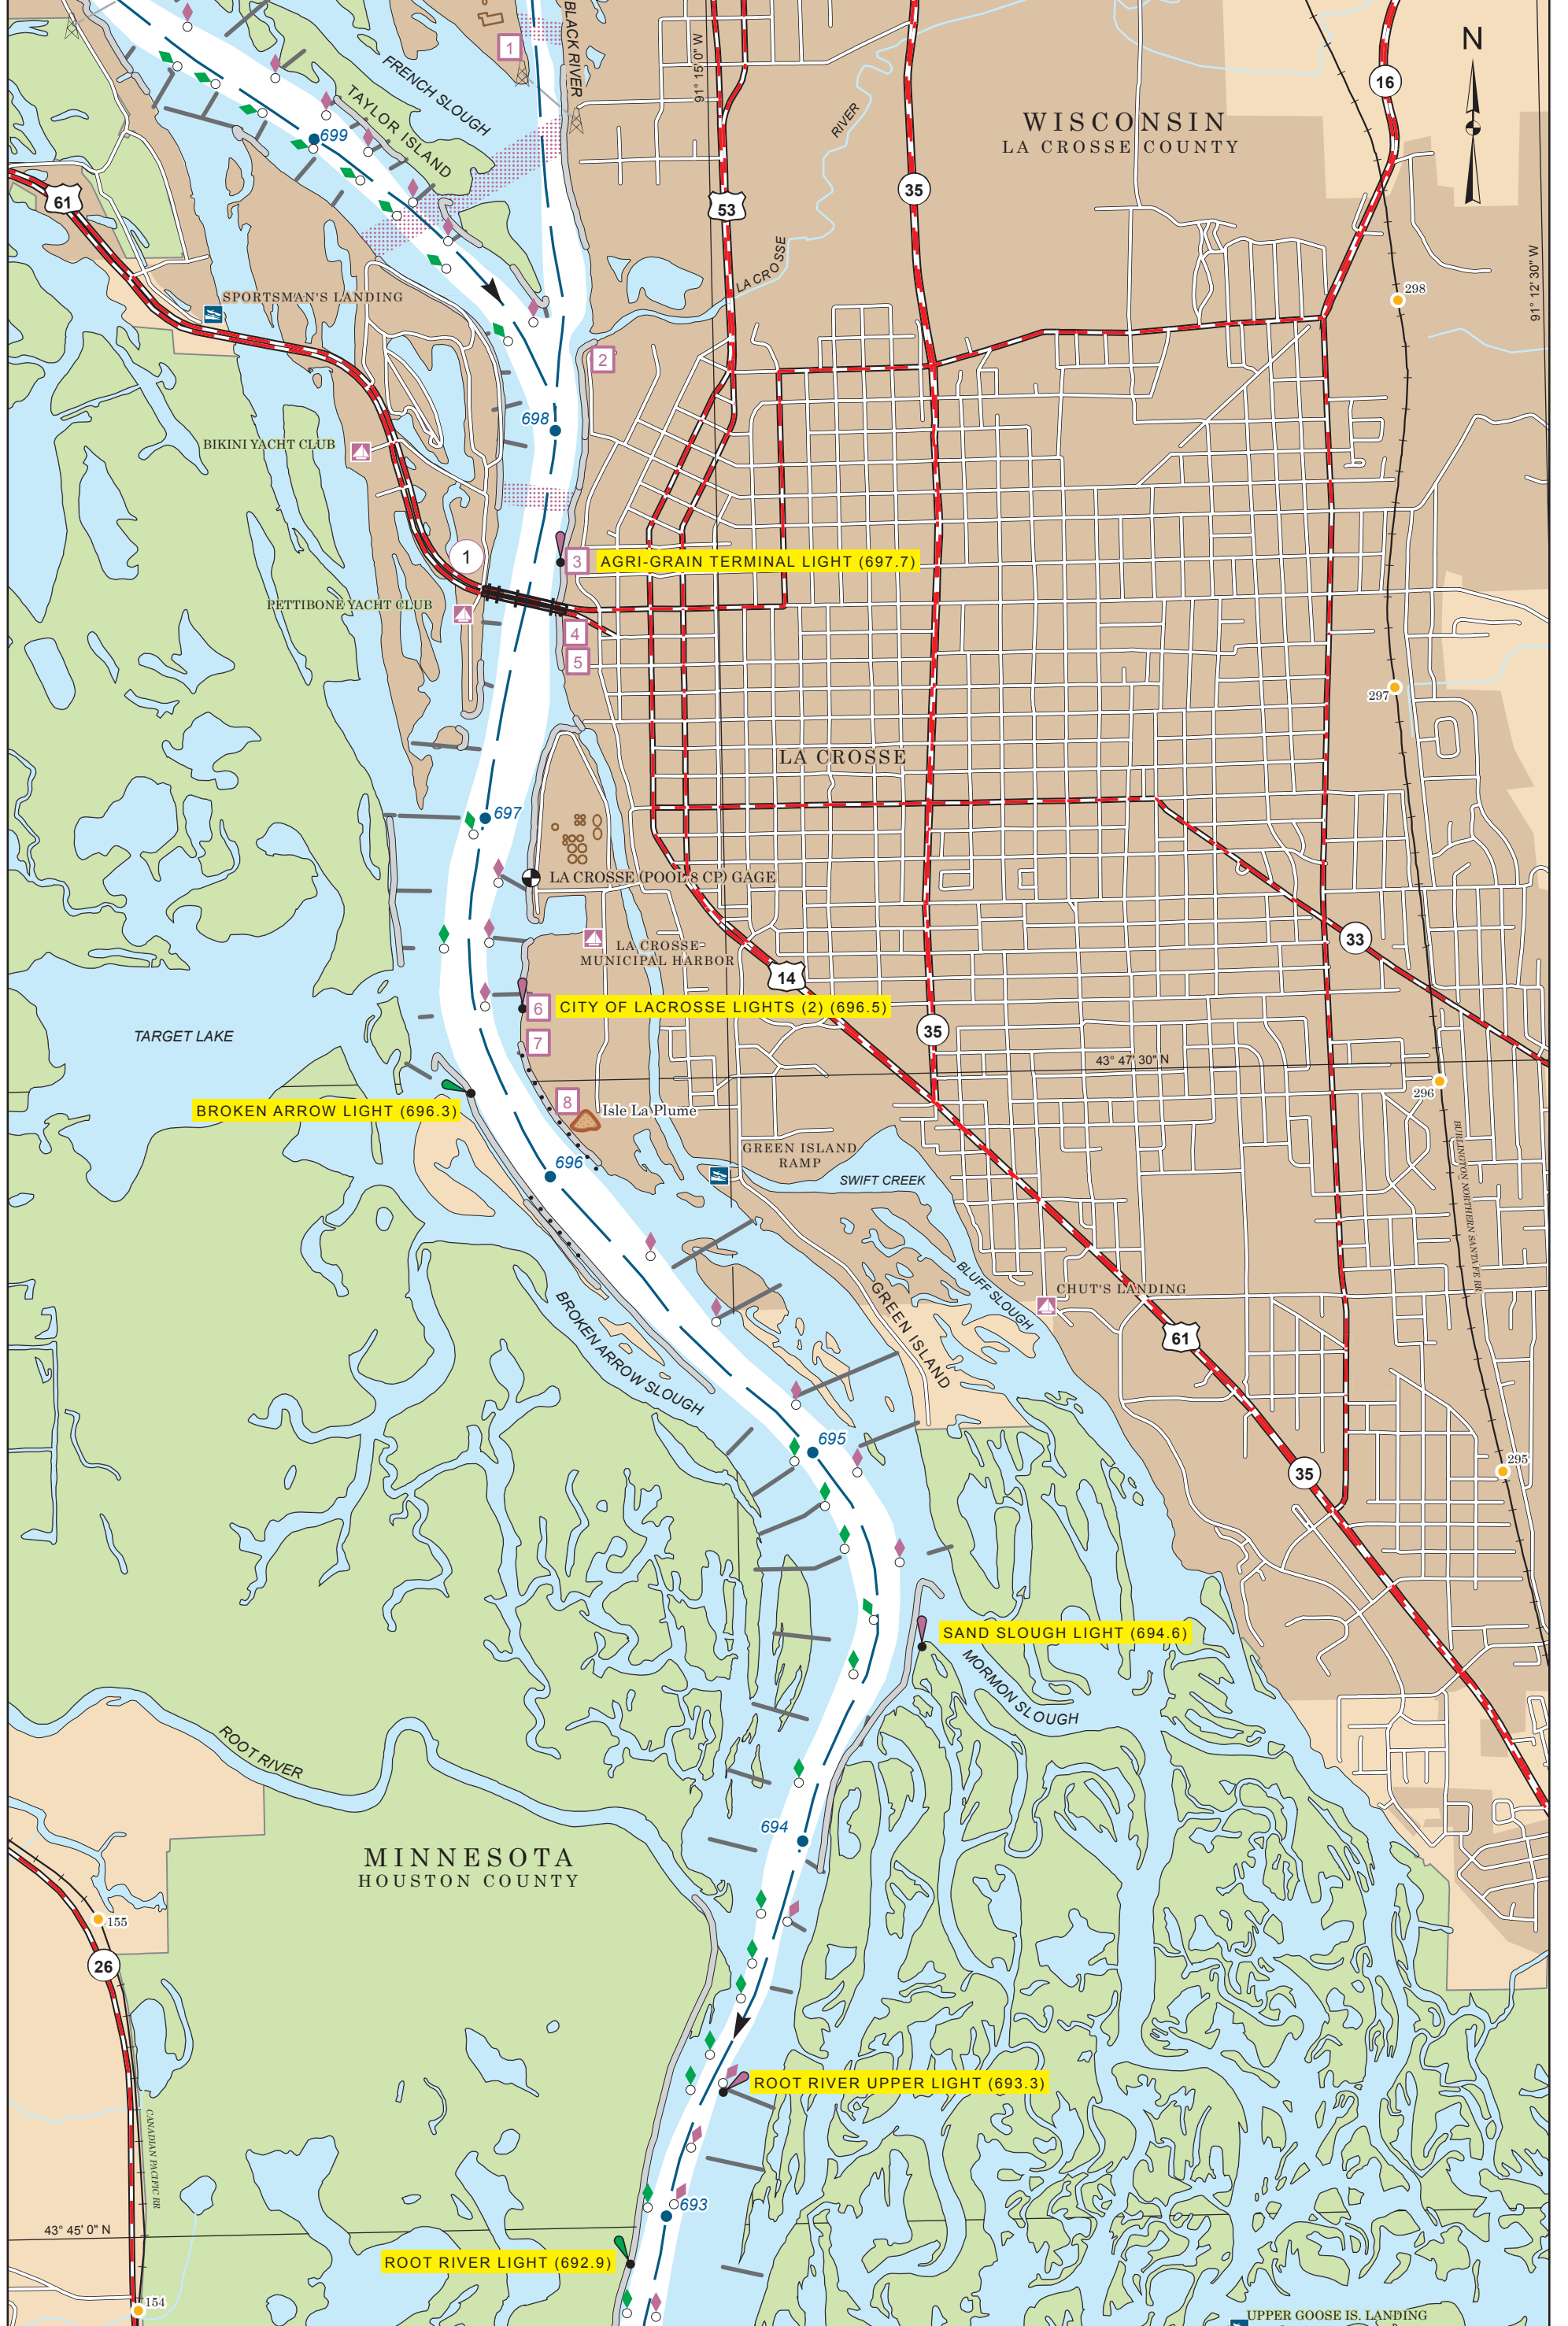 N
1
BLACK RIVER
91° 15' 0" W
16
FRENCH SLOUGH
TAYLOR ISLAND
RIVER
WISCONSIN
LA CROSSE COUNTY
699
61
53
35
LA CROSSE
91° 12' 30" W
298
SPORTSMAN'S LANDING
2
698
BIKINI YACHT CLUB
1
3
AGRI-GRAIN TERMINAL LIGHT (697.7)
PETTIBONE YACHT CLUB
4
5
297
LA CROSSE
697
LA CROSSE (POOL 8 CP) GAGE
33
LA CROSSE
MUNICIPAL HARBOR
14
6
CITY OF LACROSSE LIGHTS (2) (696.5)
35
TARGET LAKE
7
43° 47' 30" N
296
BROKEN ARROW LIGHT (696.3)
8
Isle La Plume
696
GREEN ISLAND
RAMP
SWIFT CREEK
BURLINGTON NORTHERN SANTA FE RR
BLUFF SLOUGH
CHUT'S LANDING
BROKEN ARROW SLOUGH
GREEN ISLAND
61
695
35
295
SAND SLOUGH LIGHT (694.6)
MORMON SLOUGH
ROOT RIVER
694
MINNESOTA
HOUSTON COUNTY
155
26
ROOT RIVER UPPER LIGHT (693.3)
CANADIAN PACIFIC RR
693
43° 45' 0" N
ROOT RIVER LIGHT (692.9)
154
UPPER GOOSE IS. LANDING